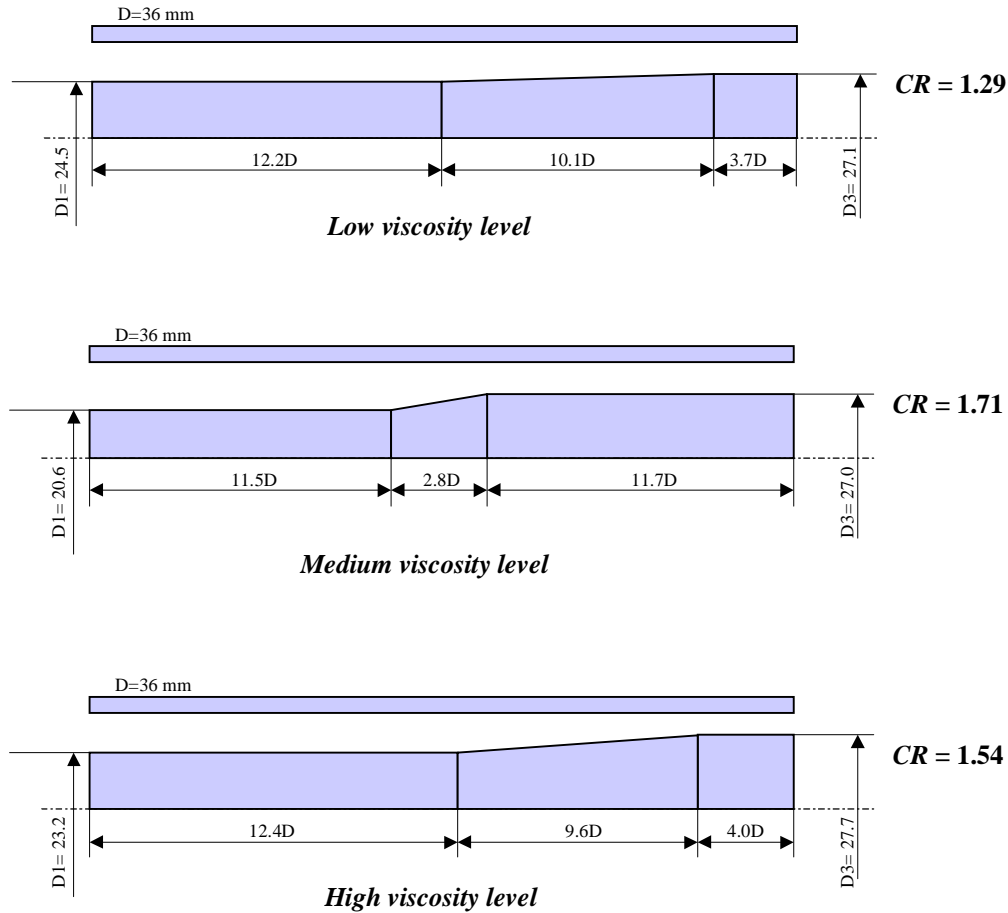 D=36 mm
CR = 1.29
D1= 24.5
12.2D
10.1D
3.7D
D3= 27.1
Low viscosity level
D=36 mm
CR = 1.71
D1= 20.6
11.5D
2.8D
11.7D
D3= 27.0
Medium viscosity level
D=36 mm
CR = 1.54
D1= 23.2
12.4D
9.6D
4.0D
D3= 27.7
High viscosity level